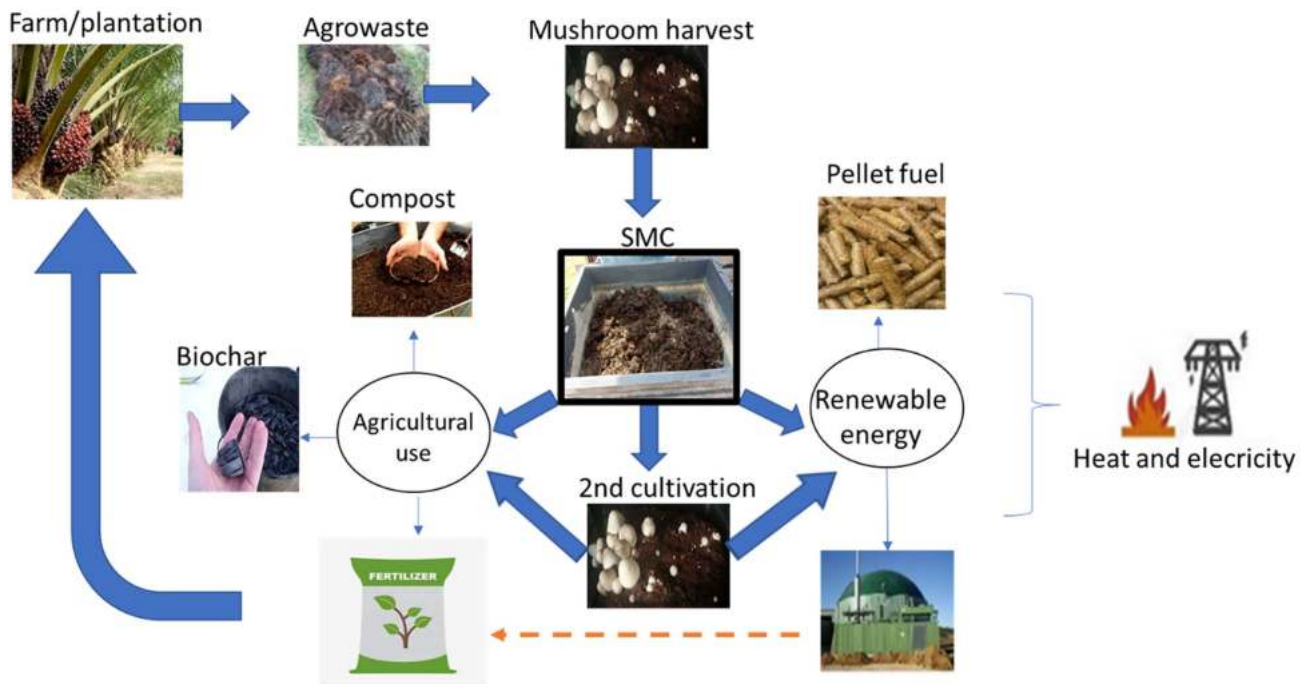 Farm/plantation
Agrowaste
Mushroom harvest
Compost
SMC
Pellet fuel
Biochar
Agricultural
use
Renewable
energy
2nd cultivation
Heat and elecricity
FERTILIZER